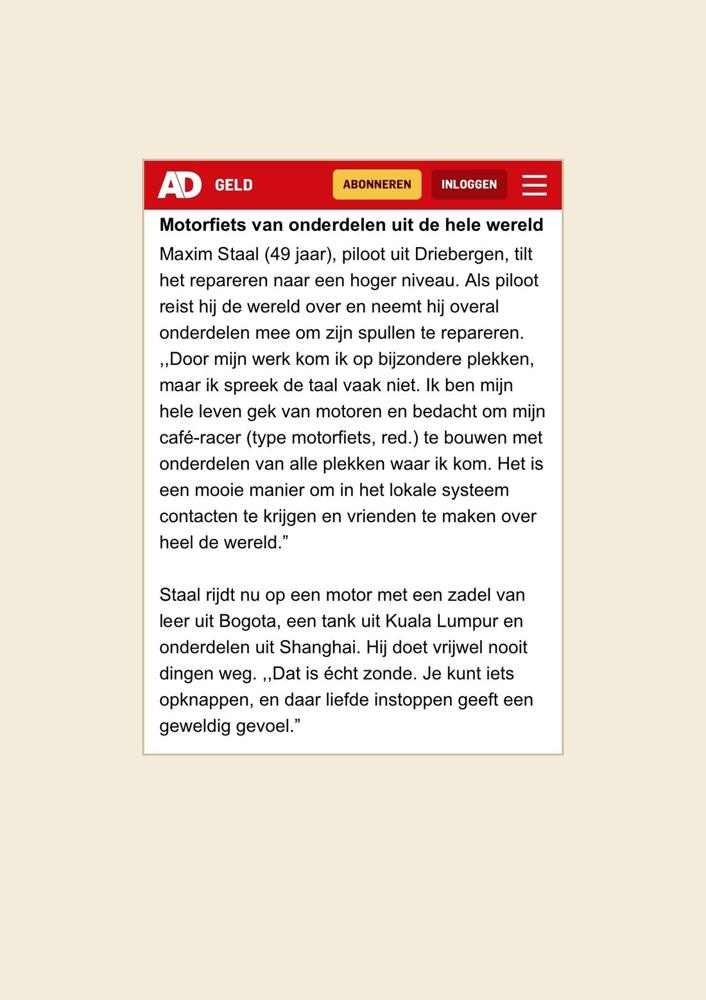 AD GELD ABONNEREN INLOGGEN
Motorfiets van onderdelen uit de hele wereld
Maxim Staal (49 jaar), piloot uit Driebergen, tilt
het repareren naar een hoger niveau. Als piloot
reist hij de wereld over en neemt hij overal
onderdelen mee om zijn spullen te repareren.
,,Door mijn werk kom ik op bijzondere plekken,
maar ik spreek de taal vaak niet. Ik ben mijn
hele leven gek van motoren en bedacht om mijn
café-racer (type motorfiets, red.) te bouwen met
onderdelen van alle plekken waar ik kom. Het is
een mooie manier om in het lokale systeem
contacten te krijgen en vrienden te maken over
heel de wereld.”
Staal rijdt nu op een motor met een zadel van
leer uit Bogota, een tank uit Kuala Lumpur en
onderdelen uit Shanghai. Hij doet vrijwel nooit
dingen weg. ,,Dat is écht zonde. Je kunt iets
opknappen, en daar liefde instoppen geeft een
geweldig gevoel.”